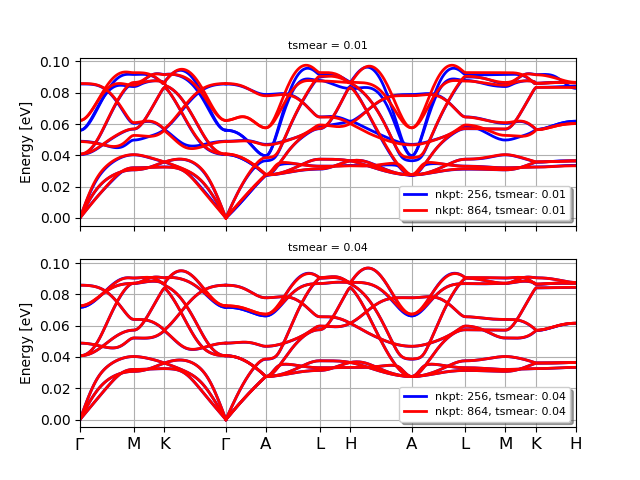 tsmear = 0.01
0.10
0.08
0.06
0.04
0.02
0.00
Energy [eV]
nkpt: 256, tsmear: 0.01
nkpt: 864, tsmear: 0.01
tsmear = 0.04
0.10
0.08
0.06
0.04
0.02
0.00
Energy [eV]
nkpt: 256, tsmear: 0.04
nkpt: 864, tsmear: 0.04
Γ M K Γ A L H A L M K H